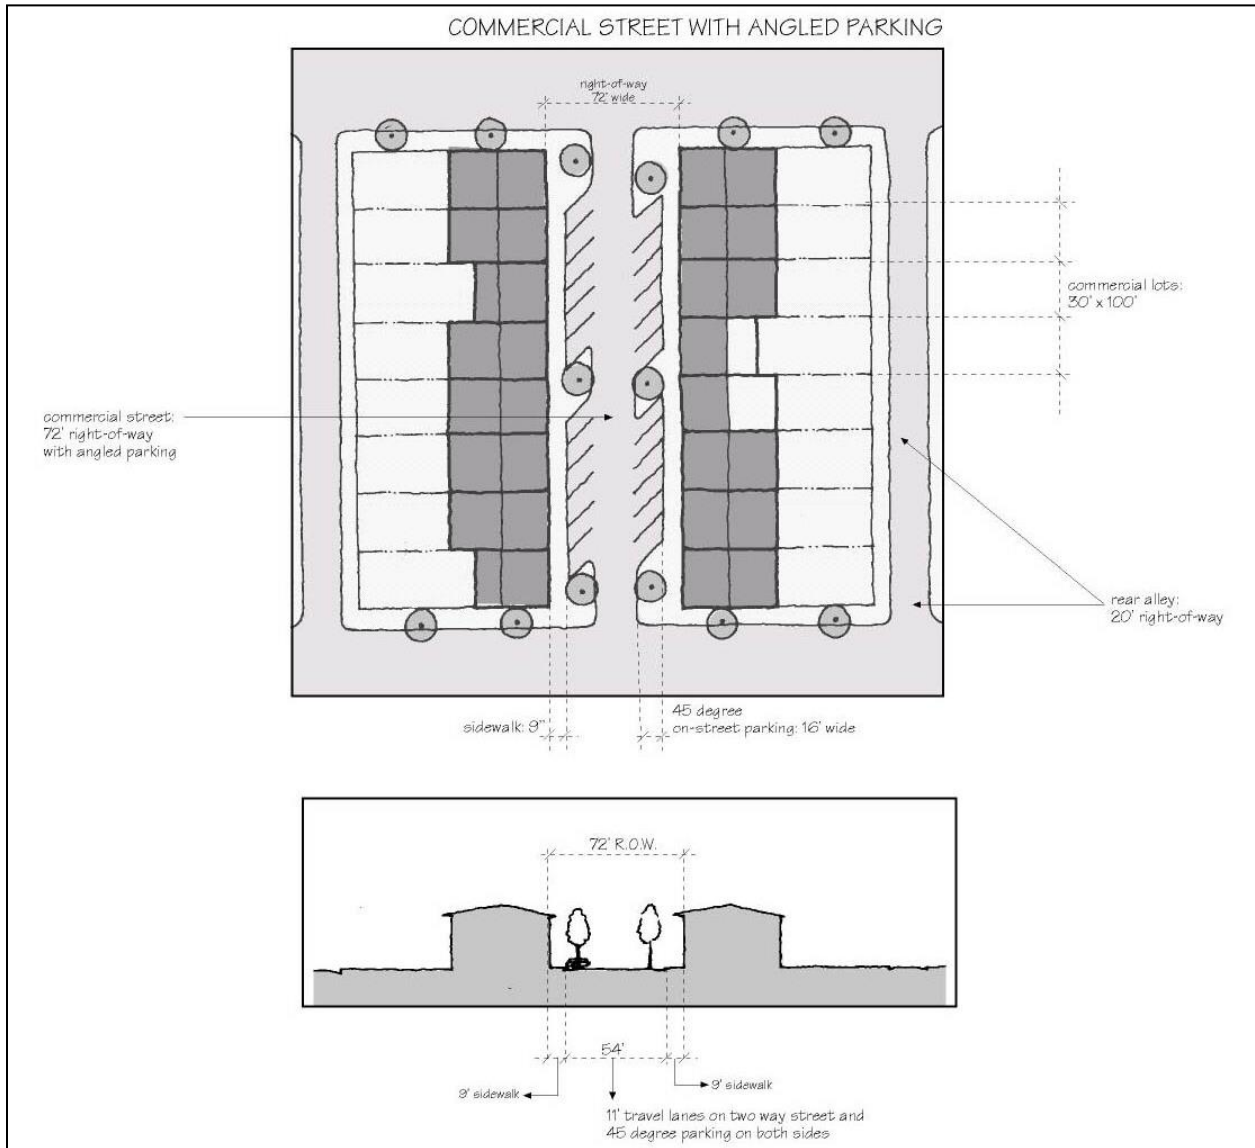 COMMERCIAL STREET WITH ANGLED PARKING
right-of-way
72' wide
commercial lots:
30' x 100'
commercial street:
72' right-of-way
with angled parking
rear alley:
20' right-of-way
sidewalk: 9"
45 degree
on-street parking: 16' wide
72' R.O.W.
54'
9' sidewalk
9' sidewalk
11' travel lanes on two way street and
45 degree parking on both sides